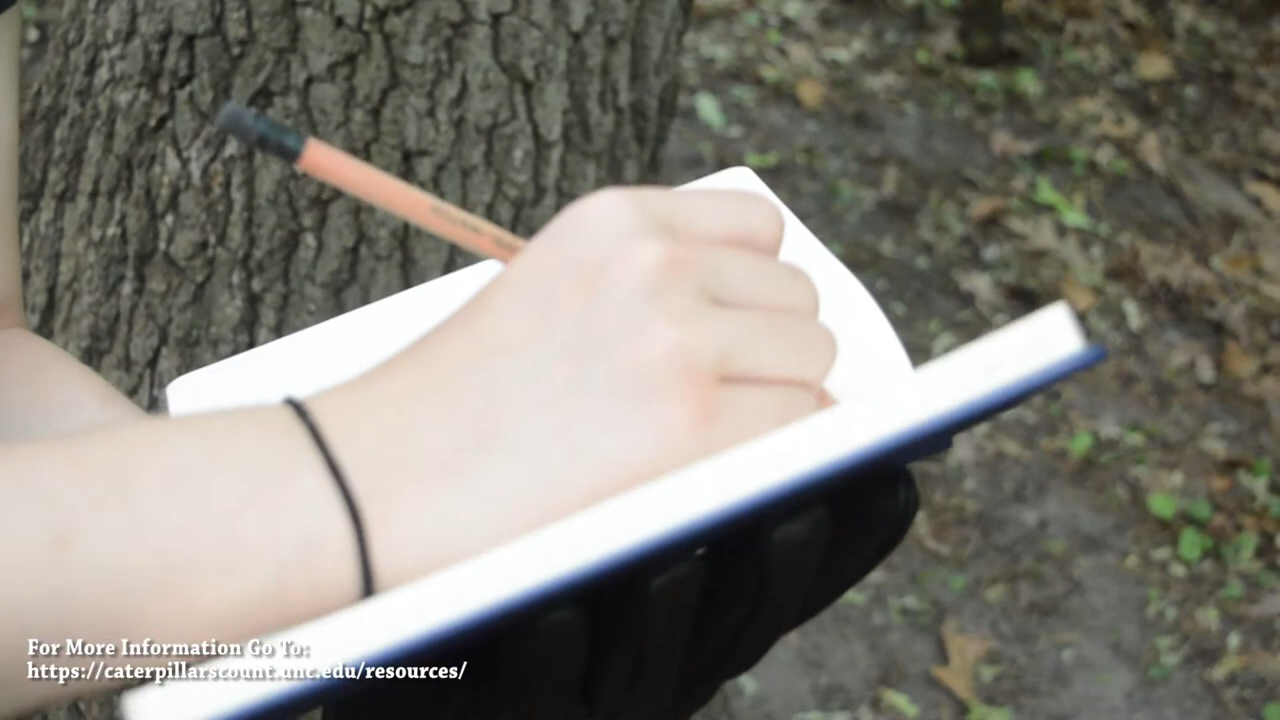 For More Information Go To:
https://caterpillarscount.unc.edu/resources/